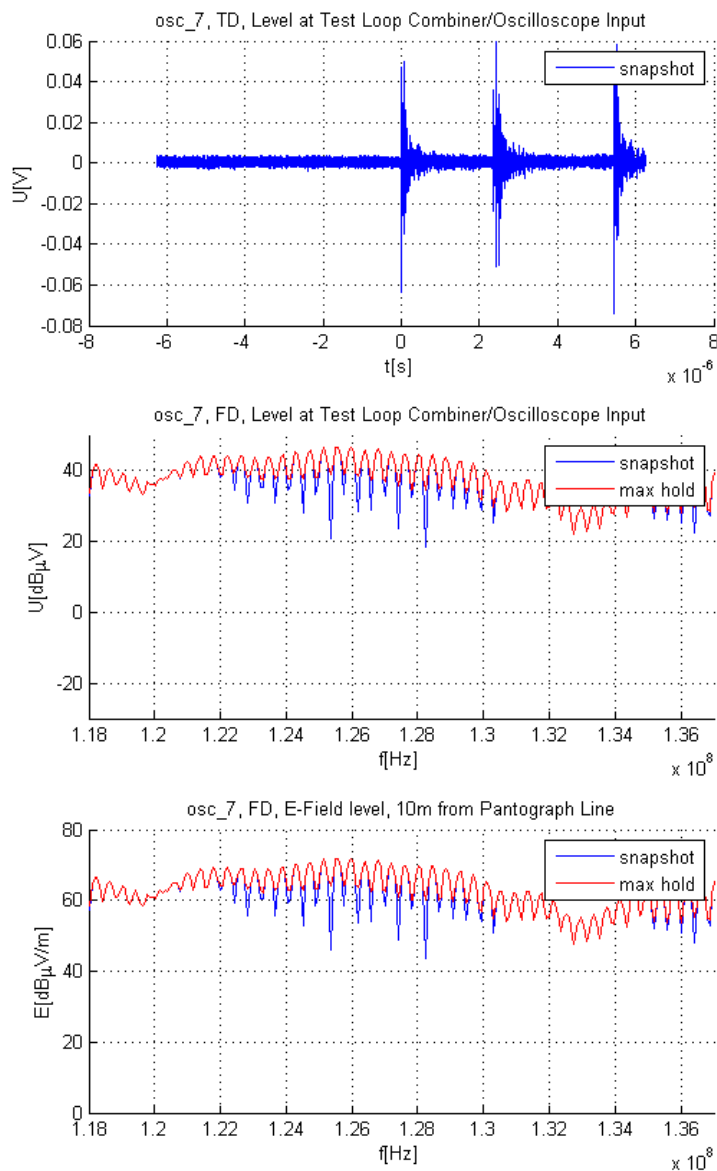 osc_7, TD, Level at Test Loop Combiner/Oscilloscope Input
0.06
0.04
0.02
0
-0.02
-0.04
-0.06
-0.08
U[V]
snapshot
-8 -6 -4 -2 0 2 4 6 8
t[s]
x 10^-6
osc_7, FD, Level at Test Loop Combiner/Oscilloscope Input
40
20
0
-20
U[dBμV]
snapshot
max hold
1.18 1.2 1.22 1.24 1.26 1.28 1.3 1.32 1.34 1.36
f[Hz]
x 10^8
osc_7, FD, E-Field level, 10m from Pantograph Line
80
60
40
20
0
E[dBμV/m]
snapshot
max hold
1.18 1.2 1.22 1.24 1.26 1.28 1.3 1.32 1.34 1.36
f[Hz]
x 10^8